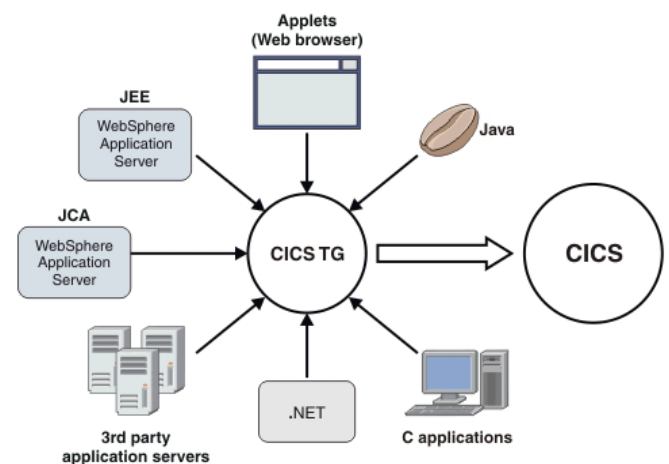 Applets
(Web browser)
JEE
WebSphere
Application
Server
Java
JCA
WebSphere
Application
Server
CICS TG
CICS
3rd party
application servers
.NET
C applications